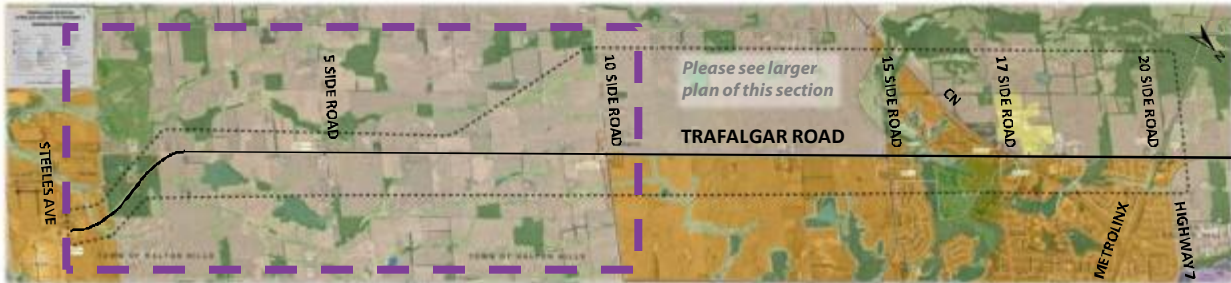 STEELES AVE
5 SIDE ROAD
10 SIDE ROAD
Please see larger
plan of this section
TRAFALGAR ROAD
15 SIDE ROAD
CN
17 SIDE ROAD
20 SIDE ROAD
N
METROLINX
HIGHWAY 7
TOWN OF HALTON HILLS
TOWN OF HALTON HILLS